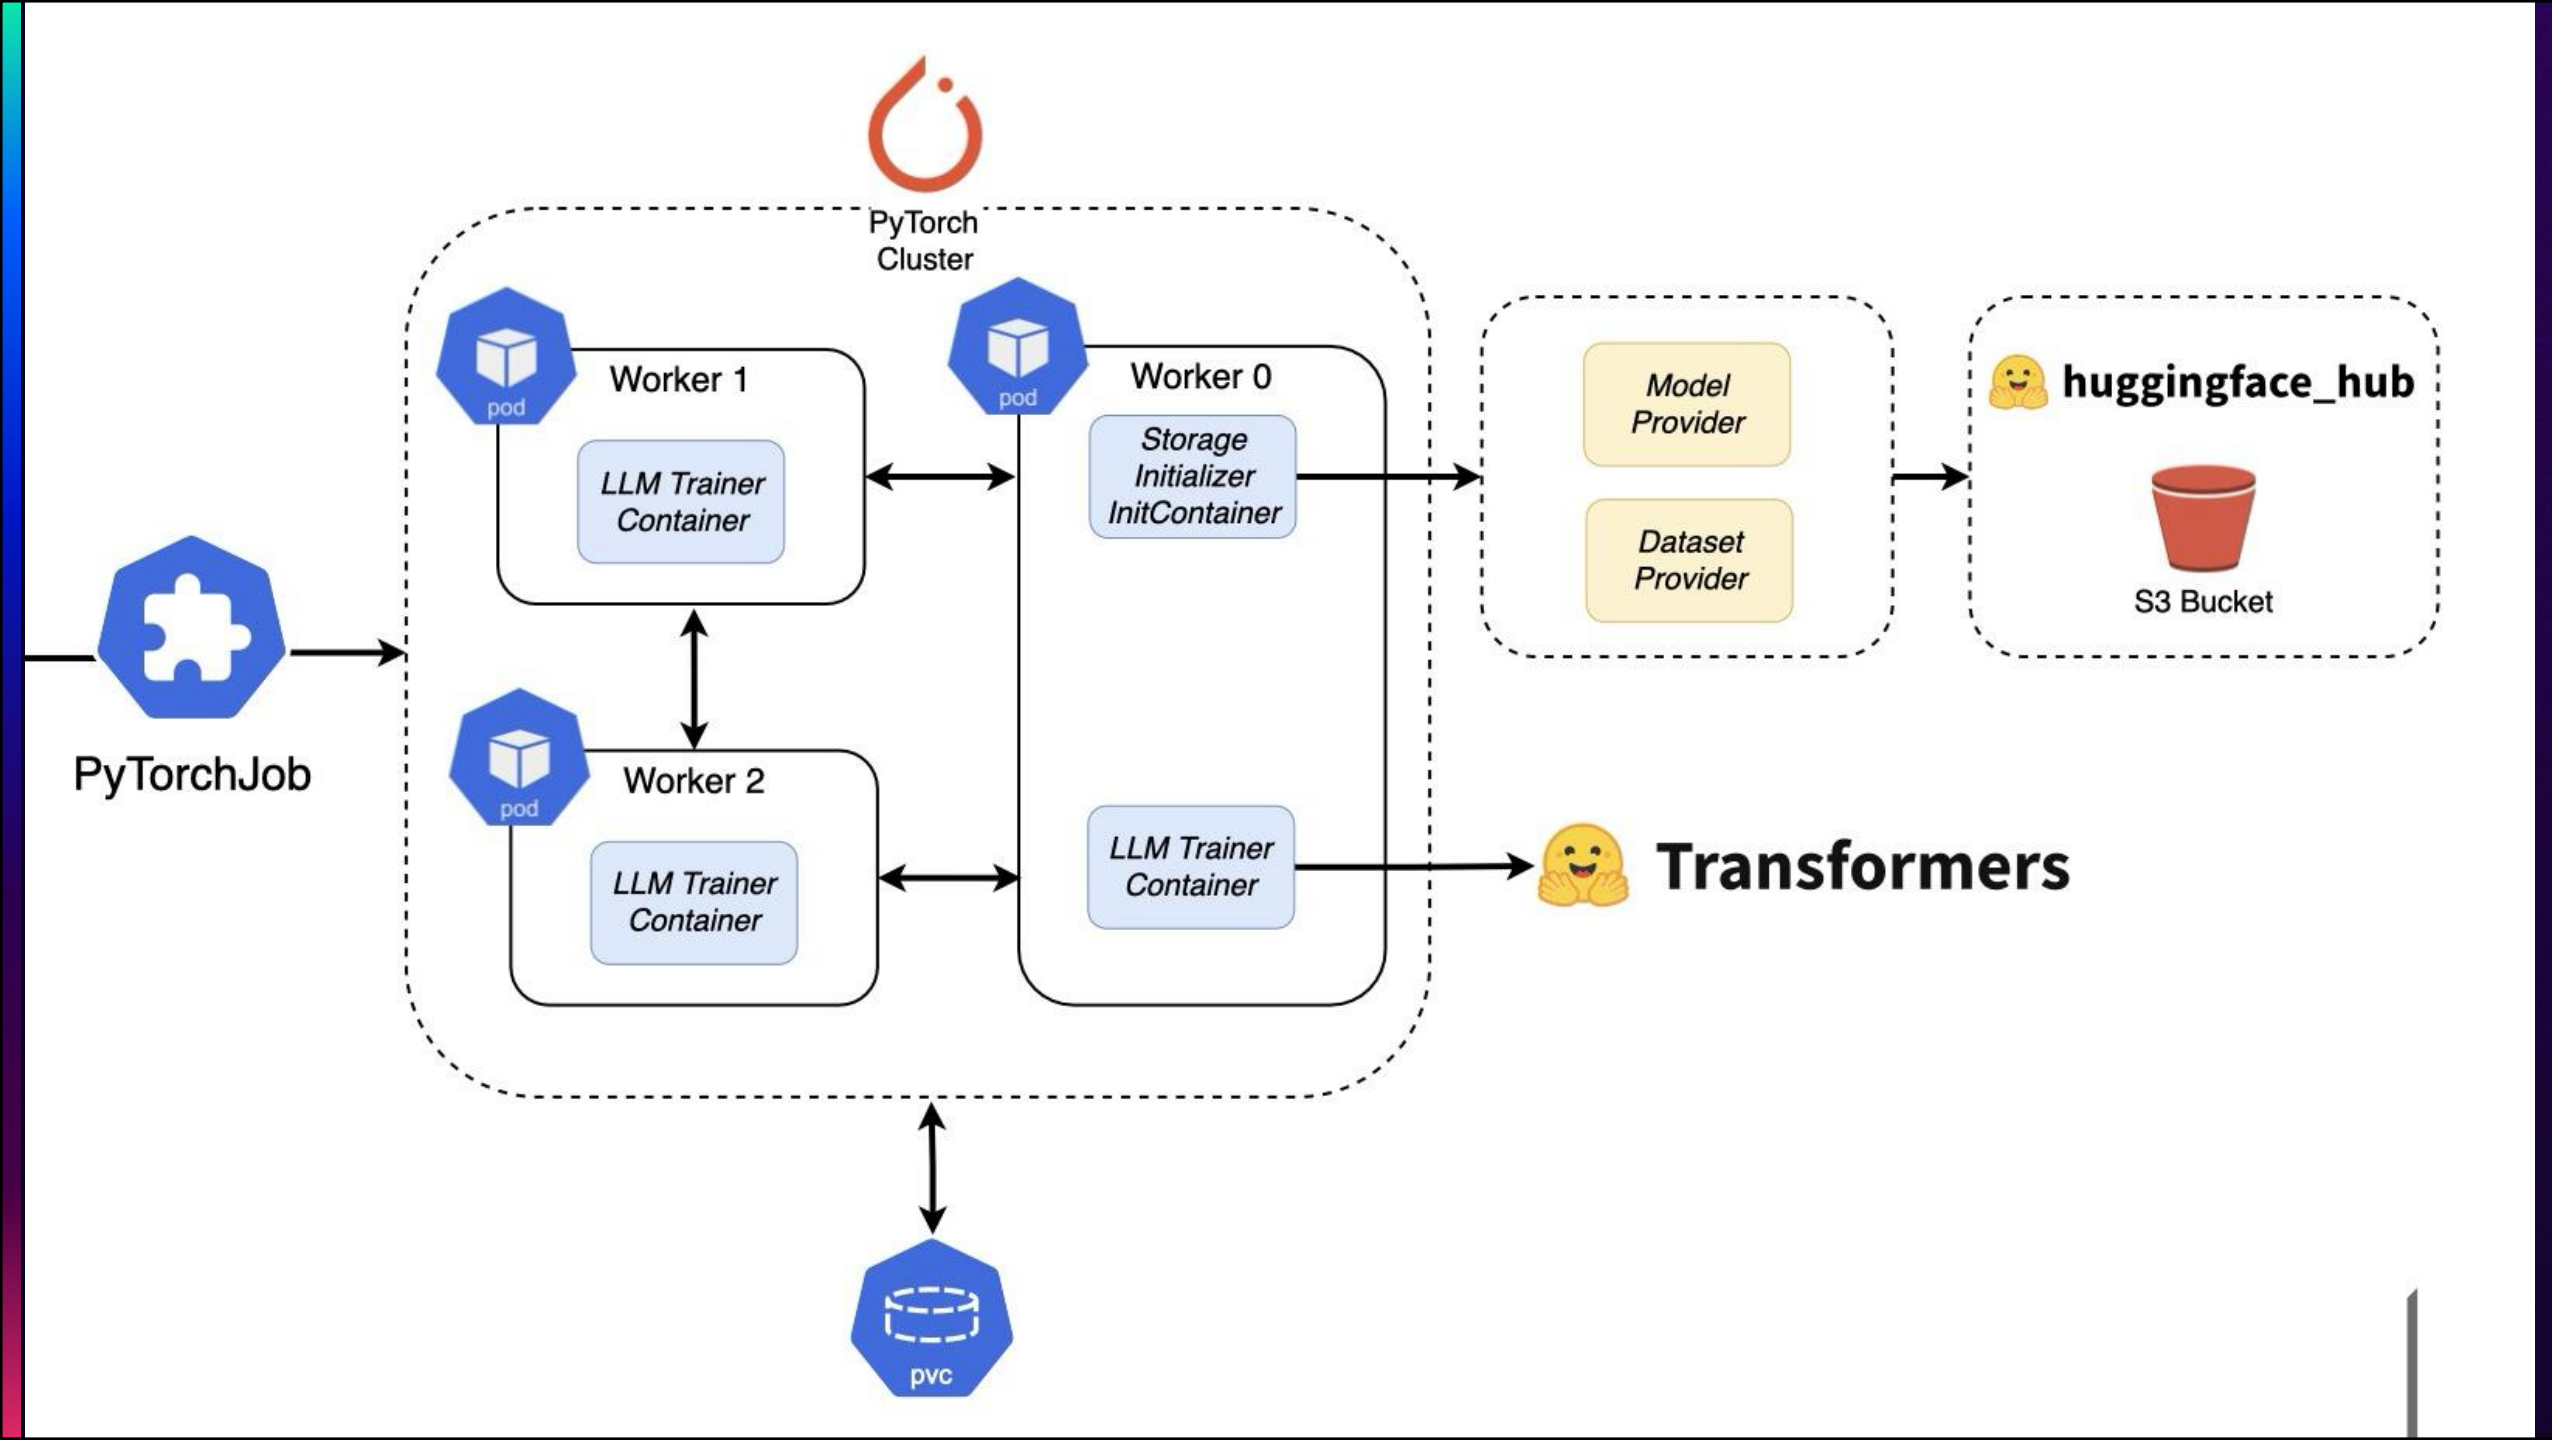 PyTorch
Cluster
pod
Worker 1
LLM Trainer
Container
pod
Worker 0
Storage
Initializer
InitContainer
Model
Provider
Dataset
Provider
huggingface_hub
S3 Bucket
PyTorchJob
pod
Worker 2
LLM Trainer
Container
LLM Trainer
Container
Transformers
pvc